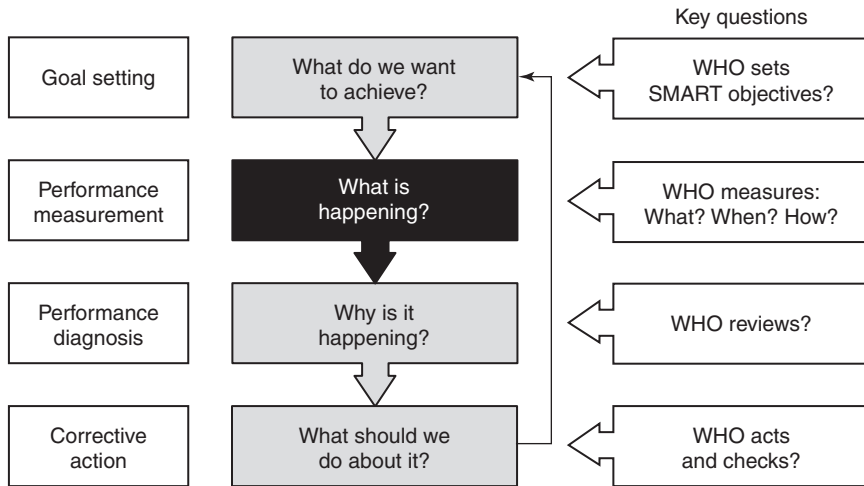 Key questions
Goal setting
What do we want
to achieve?
WHO sets
SMART objectives?
Performance
measurement
What is
happening?
WHO measures:
What? When? How?
Performance
diagnosis
Why is it
happening?
WHO reviews?
Corrective
action
What should we
do about it?
WHO acts
and checks?